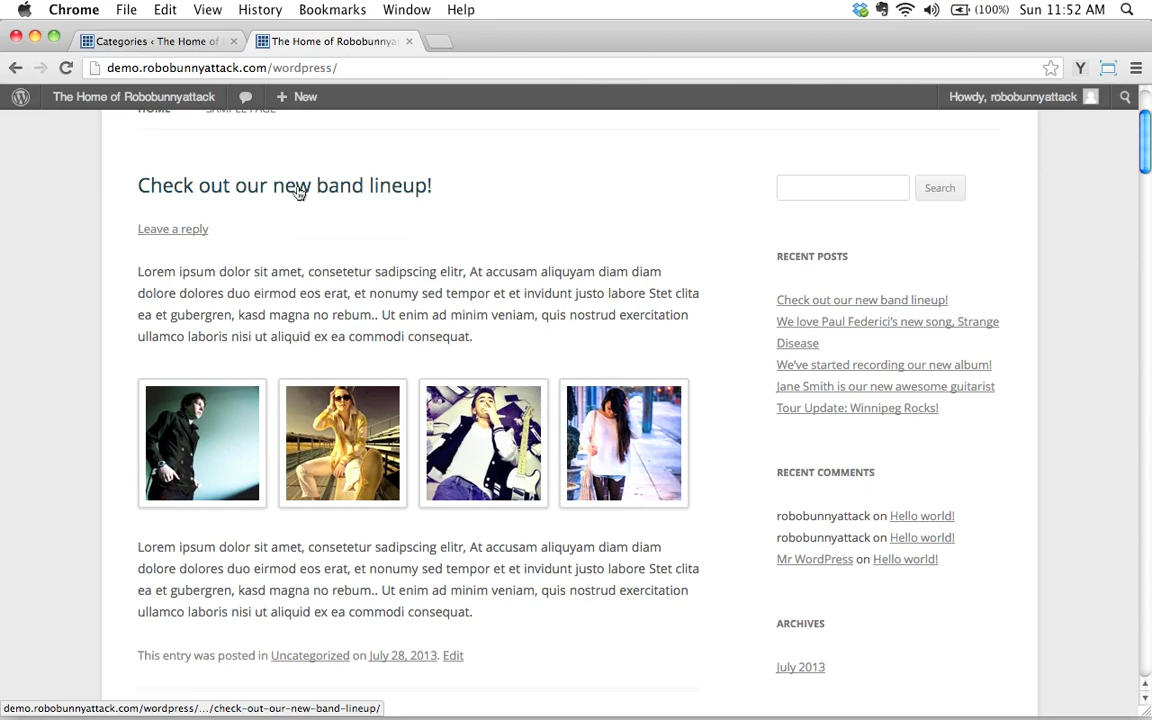 Chrome File Edit View History Bookmarks Window Help (100%) Sun 11:52 AM
Categories ‹ The Home of The Home of Robobunnya
demo.robobunnyattack.com/wordpress/
The Home of Robobunnyattack New Howdy, robobunnyattack
HOME SAMPLE PAGE
Check out our new band lineup!
Search
Leave a reply
Lorem ipsum dolor sit amet, consetetur sadipscing elitr, At accusam aliquyam diam diam
dolore dolores duo eirmod eos erat, et nonumy sed tempor et et invidunt justo labore Stet clita
ea et gubergren, kasd magna no rebum.. Ut enim ad minim veniam, quis nostrud exercitation
ullamco laboris nisi ut aliquid ex ea commodi consequat.
Lorem ipsum dolor sit amet, consetetur sadipscing elitr, At accusam aliquyam diam diam
dolore dolores duo eirmod eos erat, et nonumy sed tempor et et invidunt justo labore Stet clita
ea et gubergren, kasd magna no rebum.. Ut enim ad minim veniam, quis nostrud exercitation
ullamco laboris nisi ut aliquid ex ea commodi consequat.
This entry was posted in Uncategorized on July 28, 2013. Edit
RECENT POSTS
Check out our new band lineup!
We love Paul Federici's new song, Strange
Disease
We've started recording our new album!
Jane Smith is our new awesome guitarist
Tour Update: Winnipeg Rocks!
RECENT COMMENTS
robobunnyattack on Hello world!
robobunnyattack on Hello world!
Mr WordPress on Hello world!
ARCHIVES
July 2013
demo.robobunnyattack.com/wordpress/.../check-out-our-new-band-lineup/